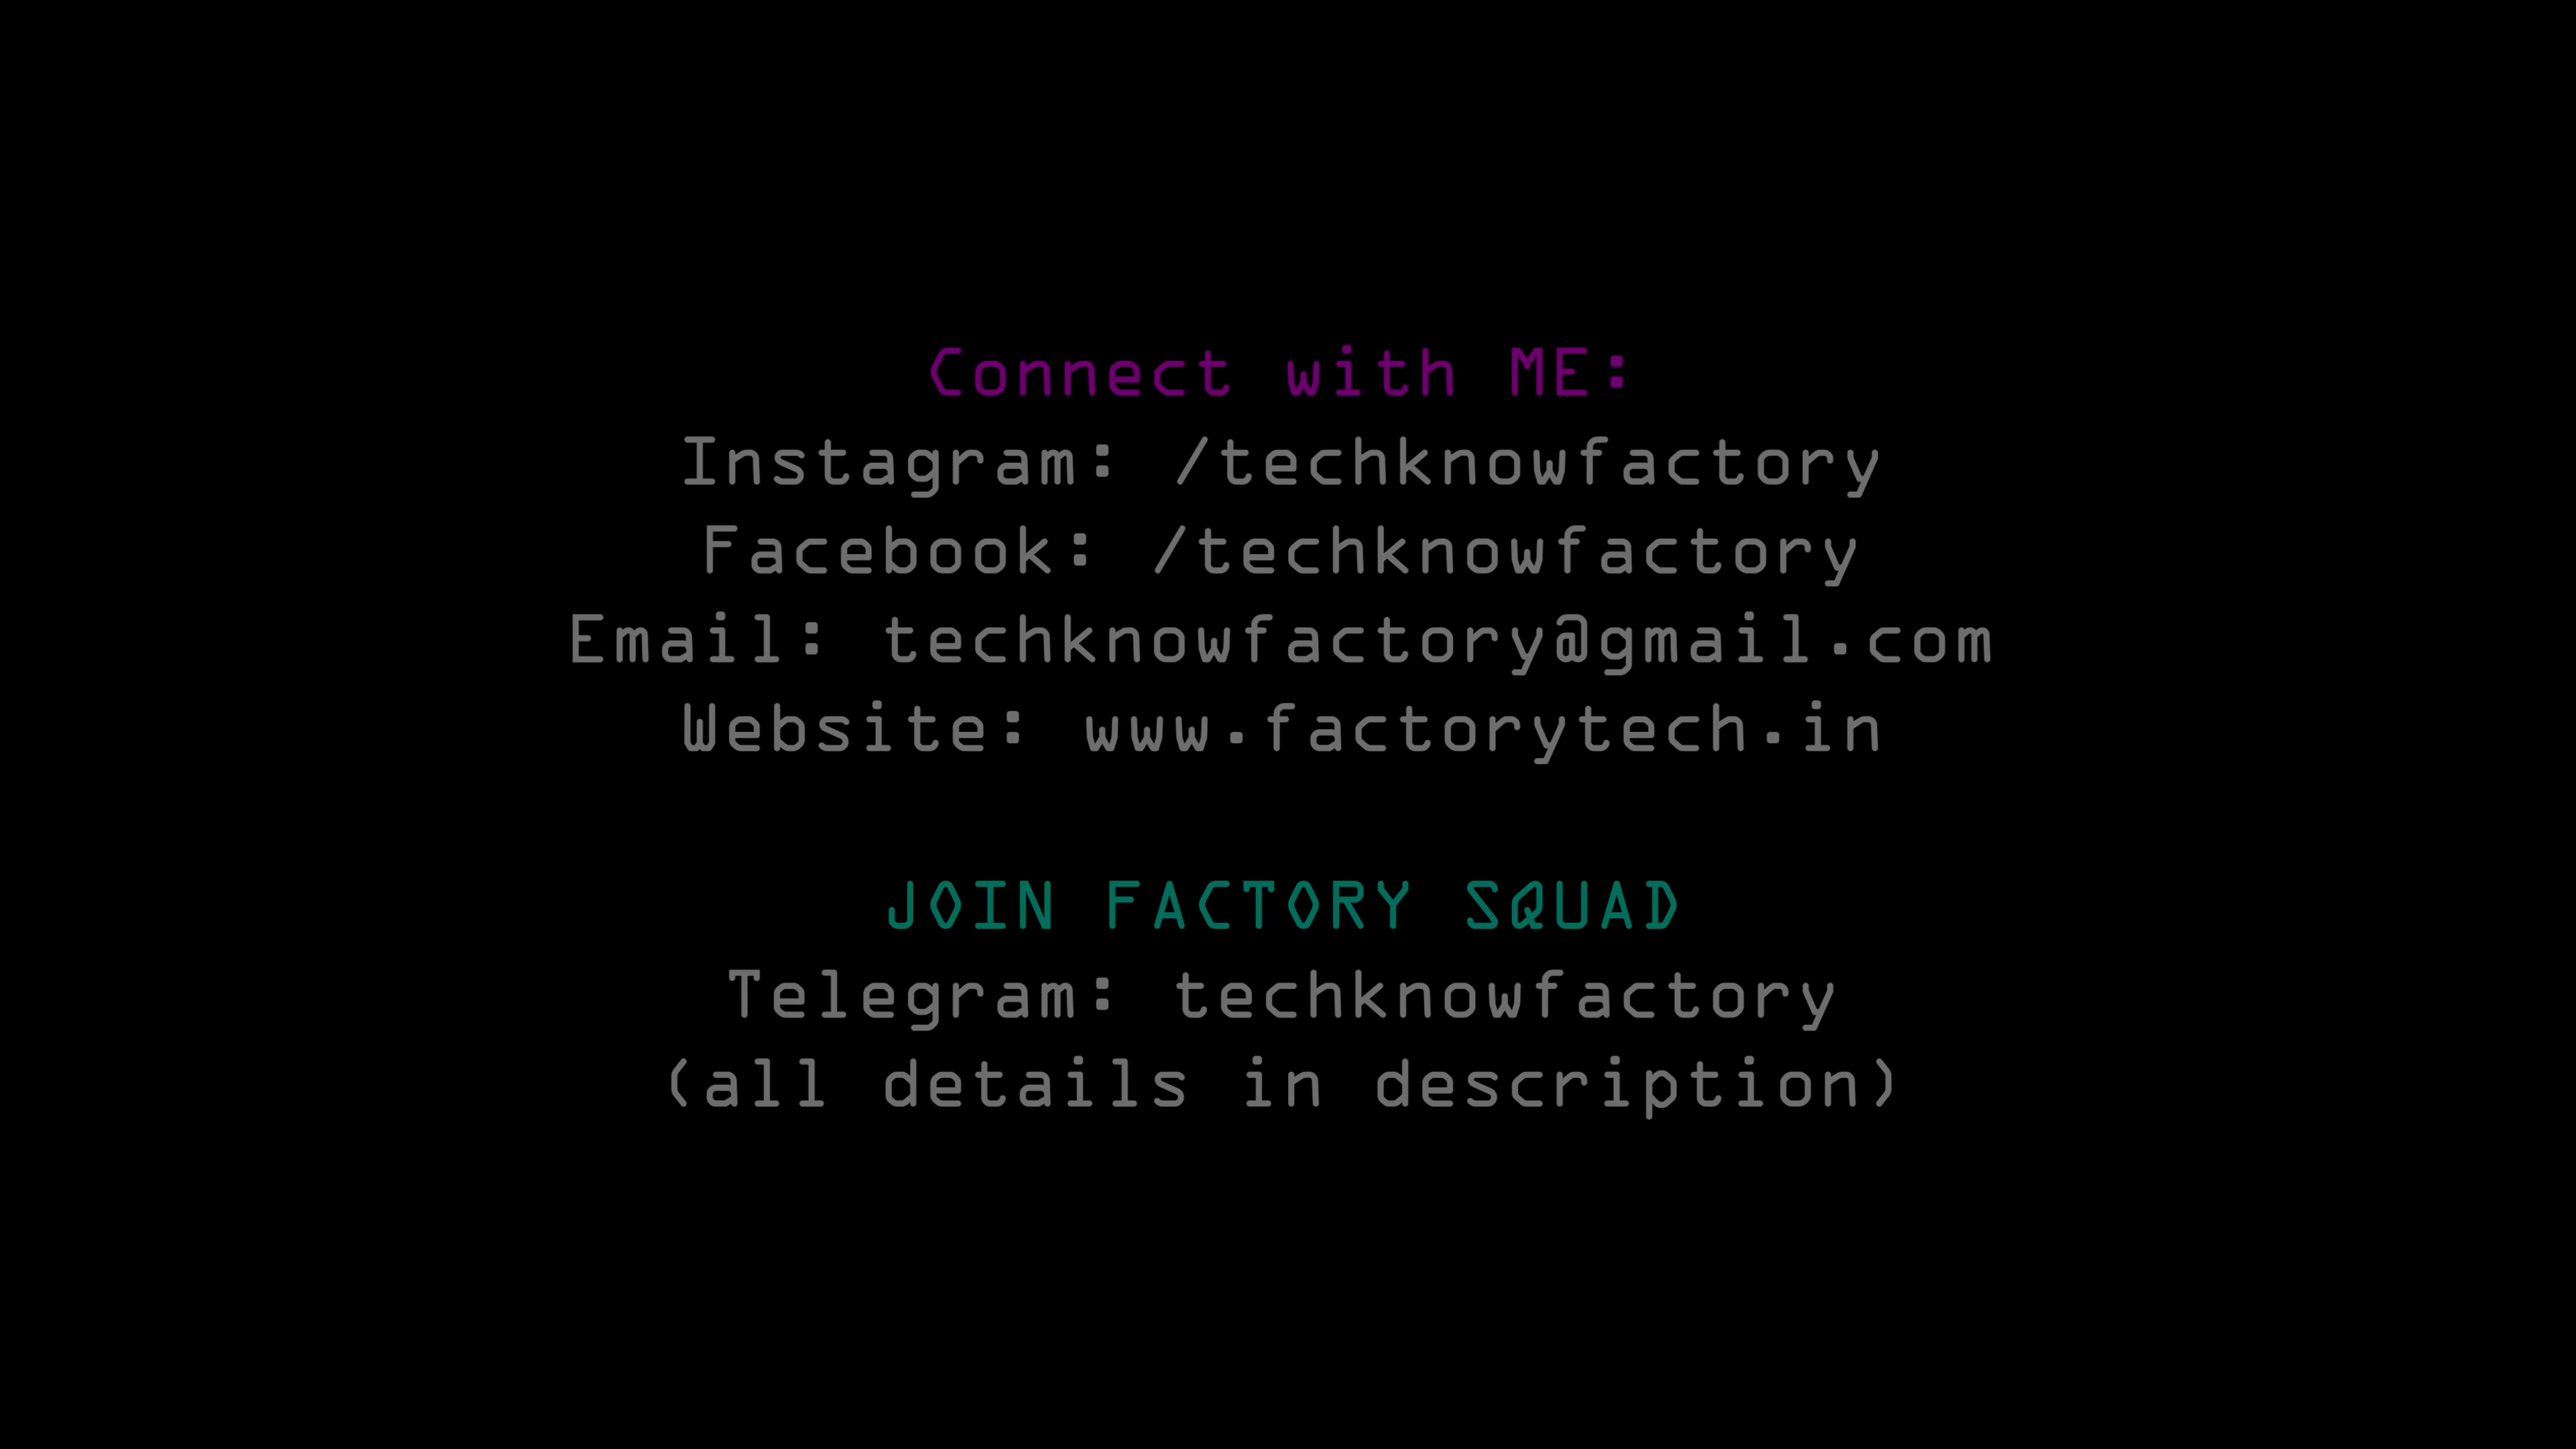 Connect with ME:
Instagram: /techknowfactory
Facebook: /techknowfactory
Email: techknowfactory@gmail.com
Website: www.factorytech.in
JOIN FACTORY SQUAD
Telegram: techknowfactory
(all details in description)